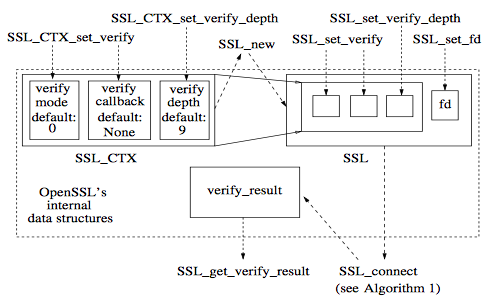 SSL_CTX_set_verify_depth
SSL_set_verify_depth
SSL_CTX_set_verify
SSL_new
SSL_set_verify
SSL_set_fd
verify
mode
default:
0
verify
callback
default:
None
verify
depth
default:
9
fd
SSL_CTX
SSL
OpenSSL's
internal
data structures
verify_result
SSL_get_verify_result
SSL_connect
(see Algorithm 1)